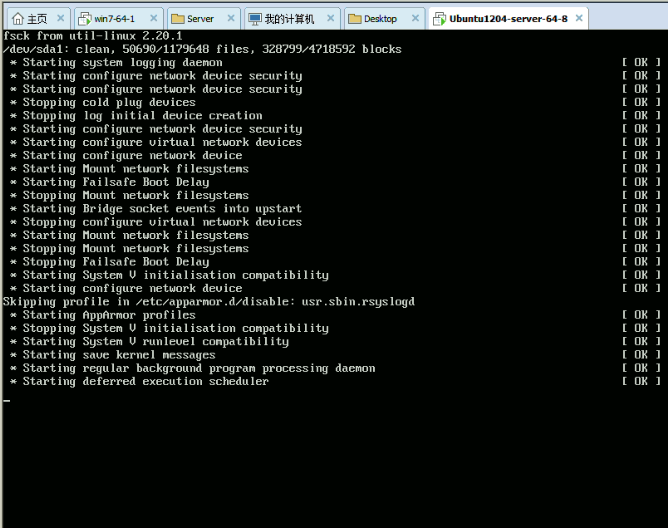 主页 win7-64-1 Server 我的计算机 Desktop Ubuntu1204-server-64-8
fsck from util-linux 2.20.1
/dev/sda1: clean, 50690/1179648 files, 328799/4718592 blocks
* Starting system logging daemon [ OK ]
* Starting configure network device security [ OK ]
* Starting configure network device security [ OK ]
* Stopping cold plug devices [ OK ]
* Stopping log initial device creation [ OK ]
* Starting configure network device security [ OK ]
* Starting configure virtual network devices [ OK ]
* Starting configure network device [ OK ]
* Starting Mount network filesystems [ OK ]
* Starting Failsafe Boot Delay [ OK ]
* Stopping Mount network filesystems [ OK ]
* Starting Bridge socket events into upstart [ OK ]
* Stopping configure virtual network devices [ OK ]
* Starting Mount network filesystems [ OK ]
* Stopping Mount network filesystems [ OK ]
* Stopping Failsafe Boot Delay [ OK ]
* Starting System V initialisation compatibility [ OK ]
* Starting configure network device [ OK ]
Skipping profile in /etc/apparmor.d/disable: usr.sbin.rsyslogd
* Starting AppArmor profiles [ OK ]
* Stopping System V initialisation compatibility [ OK ]
* Starting System V runlevel compatibility [ OK ]
* Starting save kernel messages [ OK ]
* Starting regular background program processing daemon [ OK ]
* Starting deferred execution scheduler [ OK ]